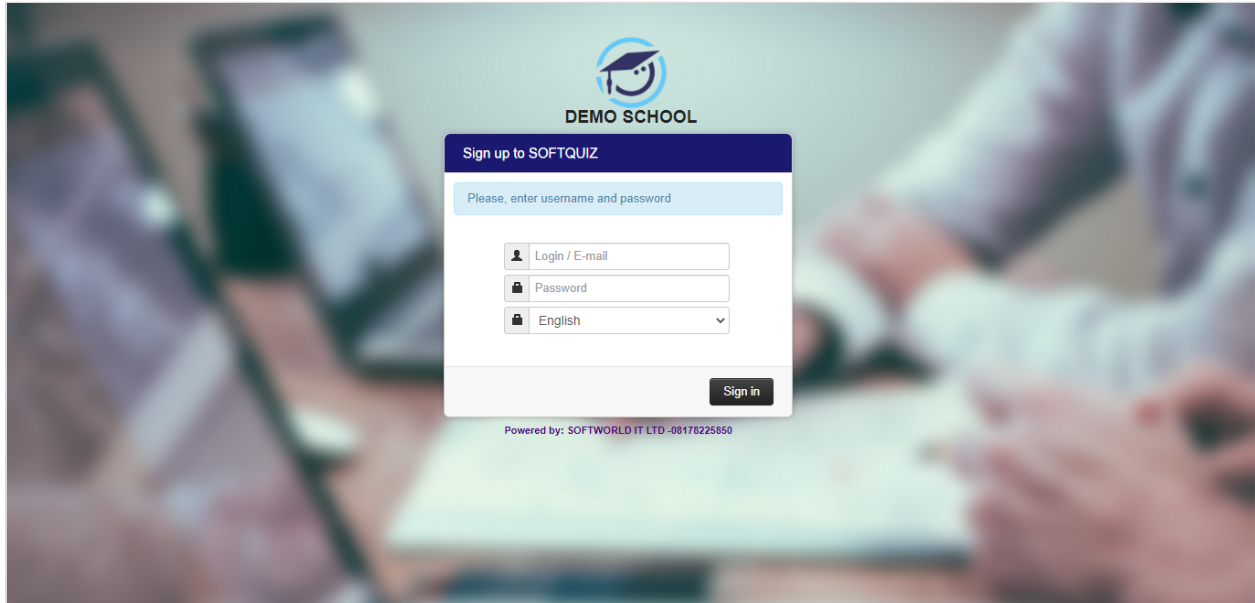 DEMO SCHOOL
Sign up to SOFTQUIZ
Please, enter username and password
Login / E-mail
Password
English
Sign in
Powered by: SOFTWORLD IT LTD -08178225850